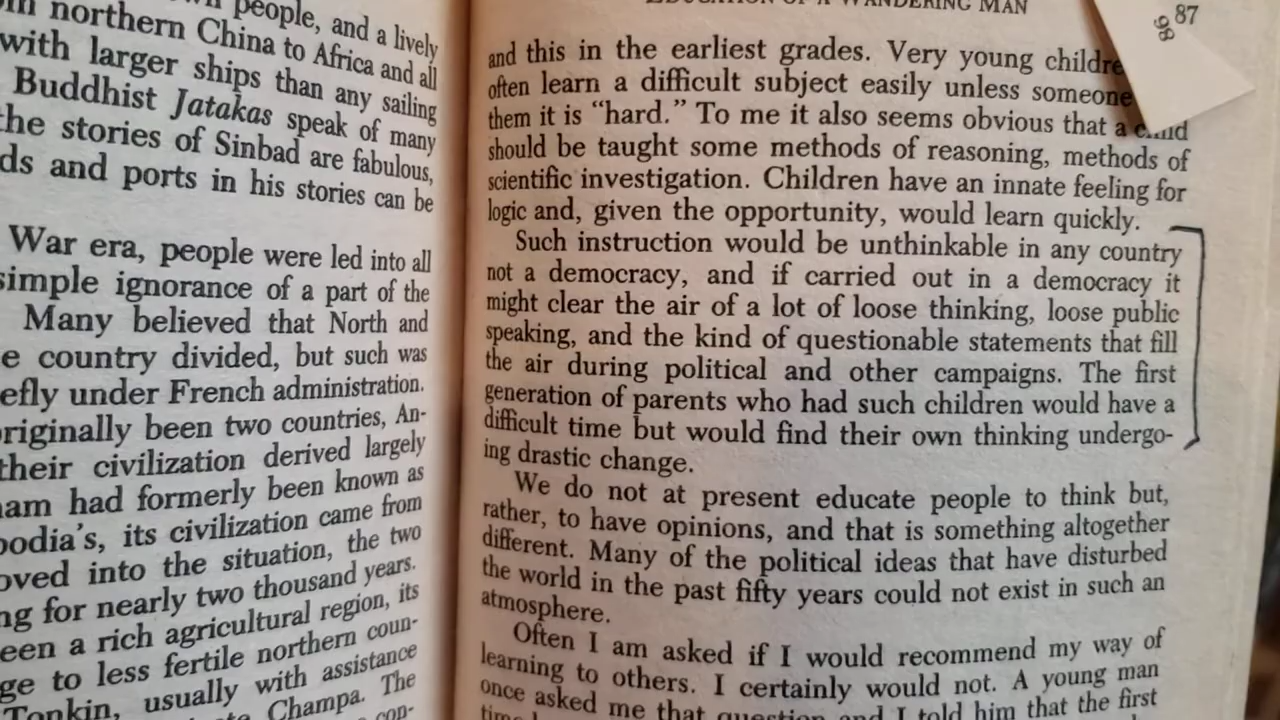 people, and a lively
northern China to Africa and all
with larger ships than any sailing
Buddhist Jatakas speak of many
the stories of Sinbad are fabulous,
and ports in his stories can be
War era, people were led into all
simple ignorance of a part of the
Many believed that North and
country divided, but such was
under French administration.
originally been two countries, An-
their civilization derived largely
had formerly been known as
its civilization came from
into the situation, the two
for nearly two thousand years.
a rich agricultural region, its
to less fertile northern coun-
Tonkin, usually with assistance
Champa. The
con-
EDUCATION OF A WANDERING MAN
87
98
and this in the earliest grades. Very young
often learn a difficult subject easily unless someone
them it is “hard.” To me it also seems obvious that a child
should be taught some methods of reasoning, methods of
scientific investigation. Children have an innate feeling for
logic and, given the opportunity, would learn quickly.
Such instruction would be unthinkable in any country
not a democracy, and if carried out in a democracy it
might clear the air of a lot of loose thinking, loose public
speaking, and the kind of questionable statements that fill
the air during political and other campaigns. The first
generation of parents who had such children would have a
difficult time but would find their own thinking undergo-
ing drastic change.
We do not at present educate people to think but,
rather, to have opinions, and that is something altogether
different. Many of the political ideas that have disturbed
the world in the past fifty years could not exist in such an
atmosphere.
Often I am asked if I would recommend my way of
learning to others. I certainly would not. A young man
once asked me that question and I told him that the first